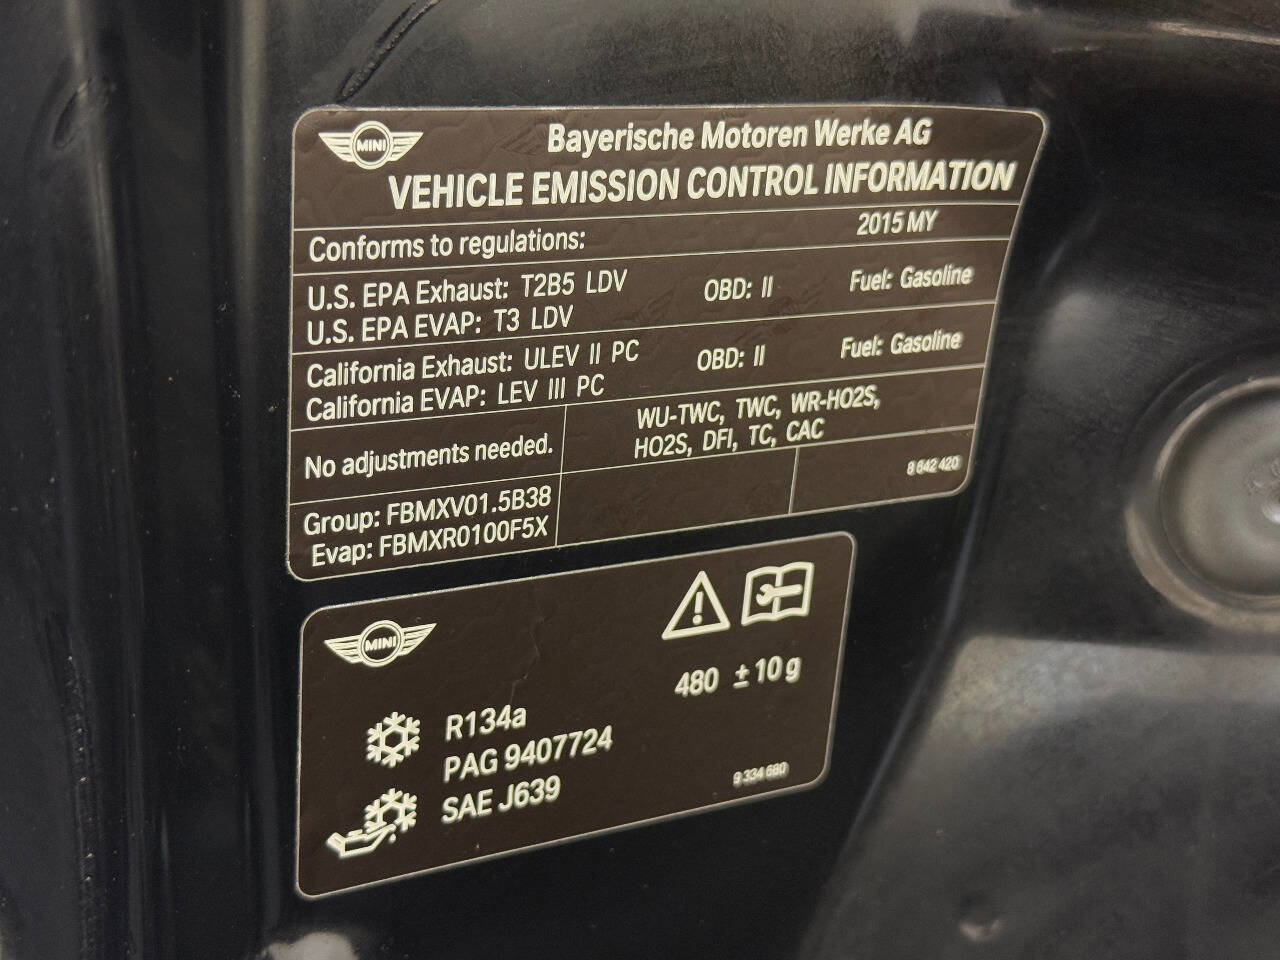 MINI
Bayerische Motoren Werke AG
VEHICLE EMISSION CONTROL INFORMATION
Conforms to regulations: 2015 MY
U.S. EPA Exhaust: T2B5 LDV OBD: II Fuel: Gasoline
U.S. EPA EVAP: T3 LDV
California Exhaust: ULEV II PC OBD: II Fuel: Gasoline
California EVAP: LEV III PC
No adjustments needed.
WU-TWC, TWC, WR-HO2S,
HO2S, DFI, TC, CAC
Group: FBMXV01.5B38
Evap: FBMXR0100F5X
8 642 420
MINI
480 ±10 g
R134a
PAG 9407724
SAE J639
9 334 680